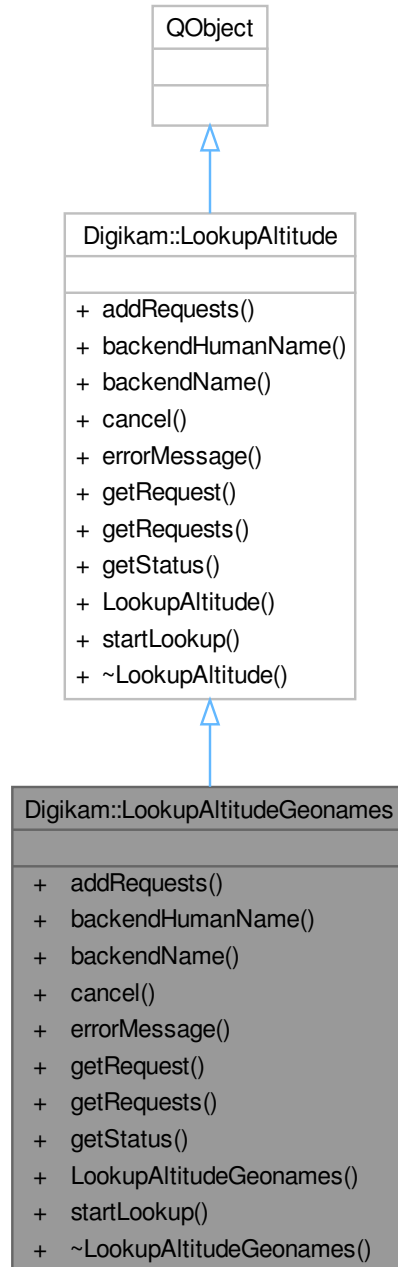 QObject
Digikam::LookupAltitude
+ addRequests()
+ backendHumanName()
+ backendName()
+ cancel()
+ errorMessage()
+ getRequest()
+ getRequests()
+ getStatus()
+ LookupAltitude()
+ startLookup()
+ ~LookupAltitude()
Digikam::LookupAltitudeGeonames
+ addRequests()
+ backendHumanName()
+ backendName()
+ cancel()
+ errorMessage()
+ getRequest()
+ getRequests()
+ getStatus()
+ LookupAltitudeGeonames()
+ startLookup()
+ ~LookupAltitudeGeonames()